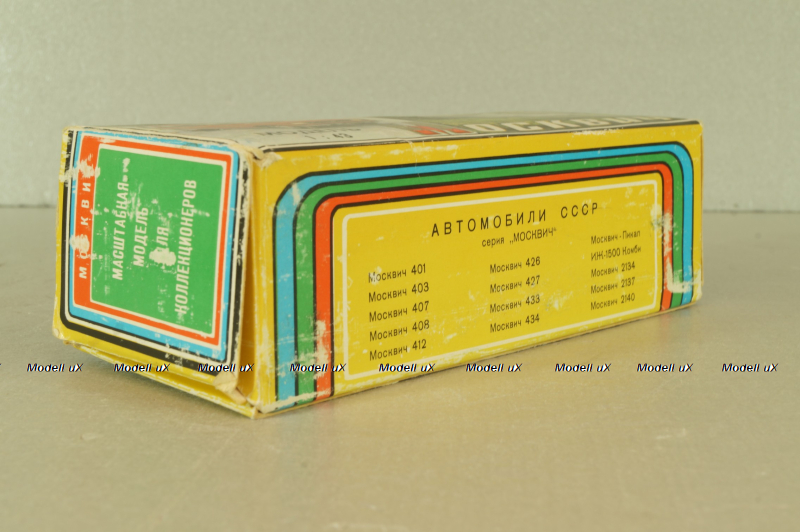 МОСКВИЧ
МАСШТАБНАЯ
МОДЕЛЬ
ДЛЯ
КОЛЛЕКЦИОНЕРОВ
1:43
АВТОМОБИЛИ СССР
серия „МОСКВИЧ“
Москвич 401
Москвич 403
Москвич 407
Москвич 408
Москвич 412
Москвич 426
Москвич 427
Москвич 433
Москвич 434
Москвич-Пикап
ИЖ-1500 Комби
Москвич 2134
Москвич 2137
Москвич 2140
Modell uX Modell uX Modell uX Modell uX Modell uX Modell uX Modell uX Modell uX